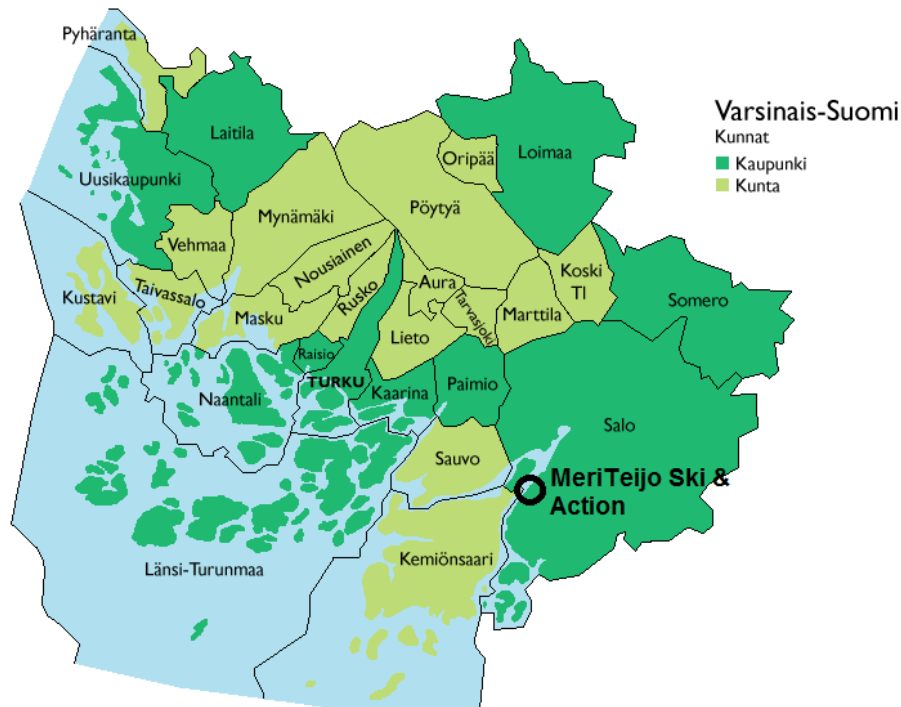 Pyhäranta
Laitila
Loimaa
Varsinais-Suomi
Kunnat
Kaupunki
Kunta
Oripää
Uusikaupunki
Mynämäki
Pöytyä
Vehmaa
Nousiainen
Koski
Tl
Aura
Kustavi
Taivassalo
Rusko
Tarvasjoki
Somero
Masku
Marttila
Lieto
Raisio
TURKU
Naantali
Kaarina
Paimio
Salo
Sauvo
MeriTeijo Ski &
Action
Kemiönsaari
Länsi-Turunmaa